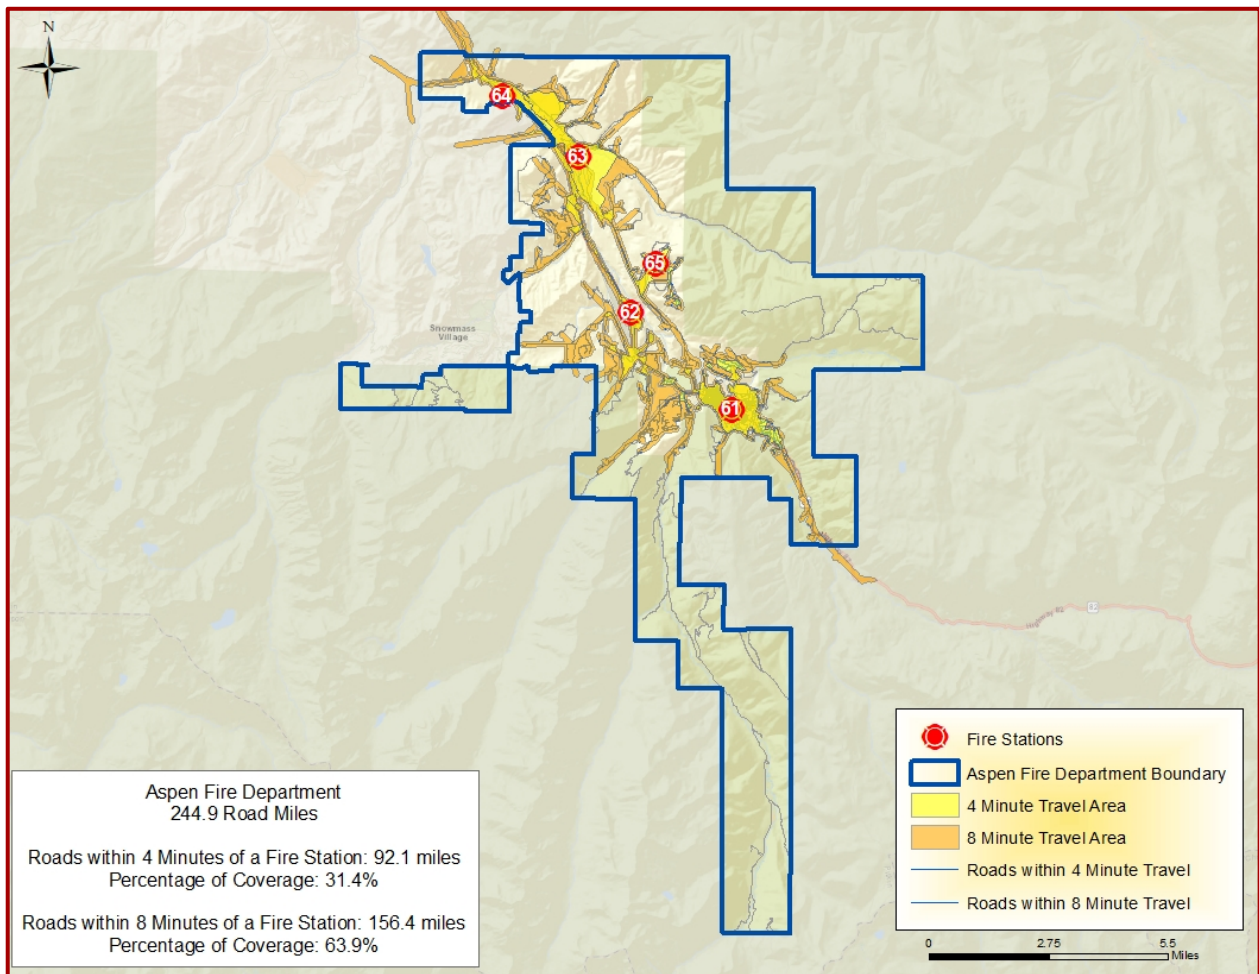 N
64
63
65
62
Snowmass
Village
61
Highway 82
82
Fire Stations
Aspen Fire Department Boundary
4 Minute Travel Area
8 Minute Travel Area
Roads within 4 Minute Travel
Roads within 8 Minute Travel
0 2.75 5.5
Miles
Aspen Fire Department
244.9 Road Miles
Roads within 4 Minutes of a Fire Station: 92.1 miles
Percentage of Coverage: 31.4%
Roads within 8 Minutes of a Fire Station: 156.4 miles
Percentage of Coverage: 63.9%